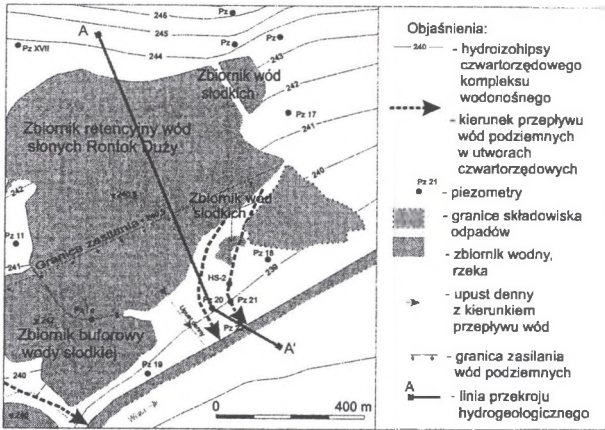 246
245
244
243
242
241
240
239
A
Pz XVII
Zbiornik wód
słodkich
Pz 17
Zbiornik retencyjny wód
słonych Rontok Duży
242
Zbiornik wód
słodkich
Granica zasilania
Pz 11
241
Pz 18
HS-2
Pz 20
Pz 21
Zbiornik buforowy
wody słodkiej
Pz 19
240
A'
0
400 m
Objaśnienia:
240
- hydroizohipsy
czwartorzędowego
kompleksu
wodonośnego
- kierunek przepływu
wód podziemnych
w utworach
czwartorzędowych
Pz 21
- piezometry
- granice składowiska
odpadów
- zbiornik wodny,
rzeka
- upust denny
z kierunkiem
przepływu wód
- granica zasilania
wód podziemnych
A
- linia przekroju
hydrogeologicznego